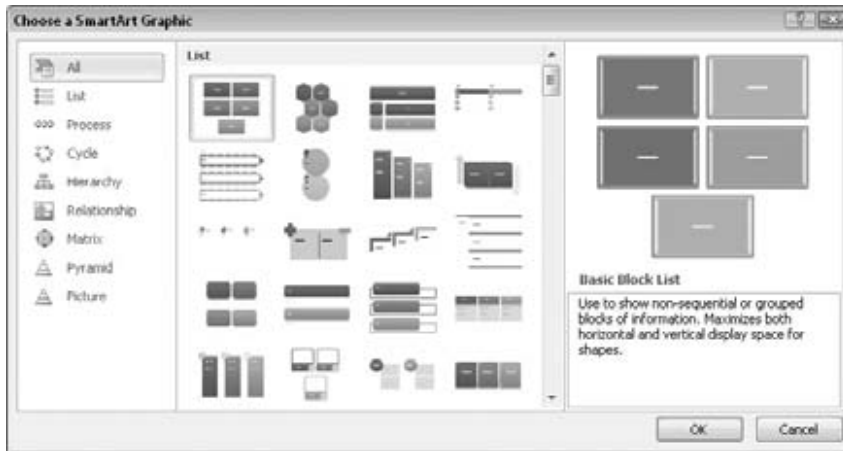 Choose a SmartArt Graphic
All
List
Process
Cycle
Hierarchy
Relationship
Matrix
Pyramid
Picture
List
Basic Block List
Use to show non-sequential or grouped
blocks of information. Maximizes both
horizontal and vertical display space for
shapes.
OK
Cancel